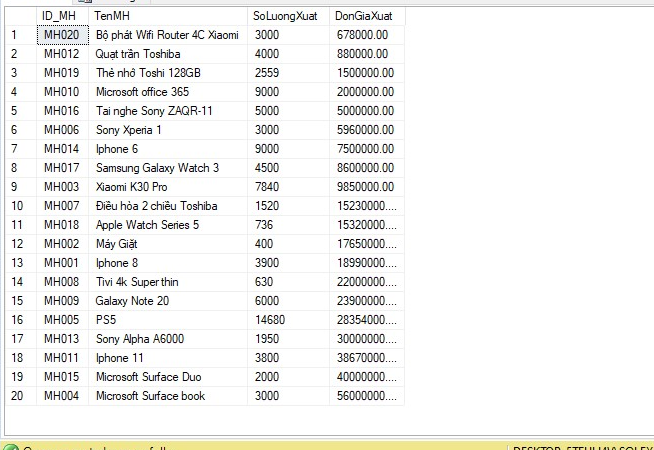 ID_MH TenMH SoLuongXuat DonGiaXuat
1 MH020 Bộ phát Wifi Router 4C Xiaomi 3000 678000.00
2 MH012 Quạt trần Toshiba 4000 880000.00
3 MH019 Thẻ nhớ Toshi 128GB 2559 1500000.00
4 MH010 Microsoft office 365 9000 2000000.00
5 MH016 Tai nghe Sony ZAQR-11 5000 5000000.00
6 MH006 Sony Xperia 1 3000 5960000.00
7 MH014 Iphone 6 9000 7500000.00
8 MH017 Samsung Galaxy Watch 3 4500 8600000.00
9 MH003 Xiaomi K30 Pro 7840 9850000.00
10 MH007 Điều hòa 2 chiều Toshiba 1520 15230000....
11 MH018 Apple Watch Series 5 736 15320000....
12 MH002 Máy Giặt 400 17650000....
13 MH001 Iphone 8 3900 18990000....
14 MH008 Tivi 4k Super thin 630 22000000....
15 MH009 Galaxy Note 20 6000 23900000....
16 MH005 PS5 14680 28354000....
17 MH013 Sony Alpha A6000 1950 30000000....
18 MH011 Iphone 11 3800 38670000....
19 MH015 Microsoft Surface Duo 2000 40000000....
20 MH004 Microsoft Surface book 3000 56000000....